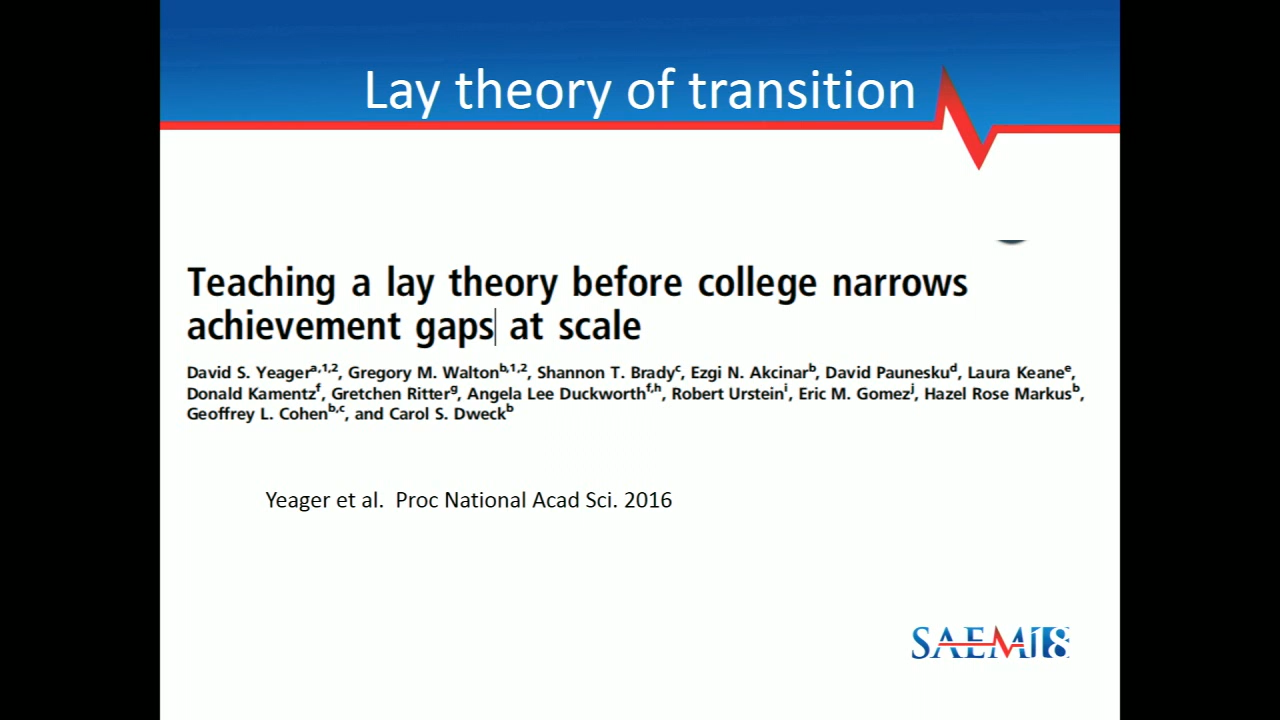 Lay theory of transition
Teaching a lay theory before college narrows
achievement gaps at scale
David S. Yeagera,1,2, Gregory M. Waltonb,1,2, Shannon T. Bradyc, Ezgi N. Akcinarb, David Pauneskud, Laura Keanee,
Donald Kamentzf, Gretchen Ritterg, Angela Lee Duckworthf,h, Robert Ursteini, Eric M. Gomezj, Hazel Rose Markusb,
Geoffrey L. Cohenb,c, and Carol S. Dweckb
Yeager et al.  Proc National Acad Sci. 2016
SAEM18